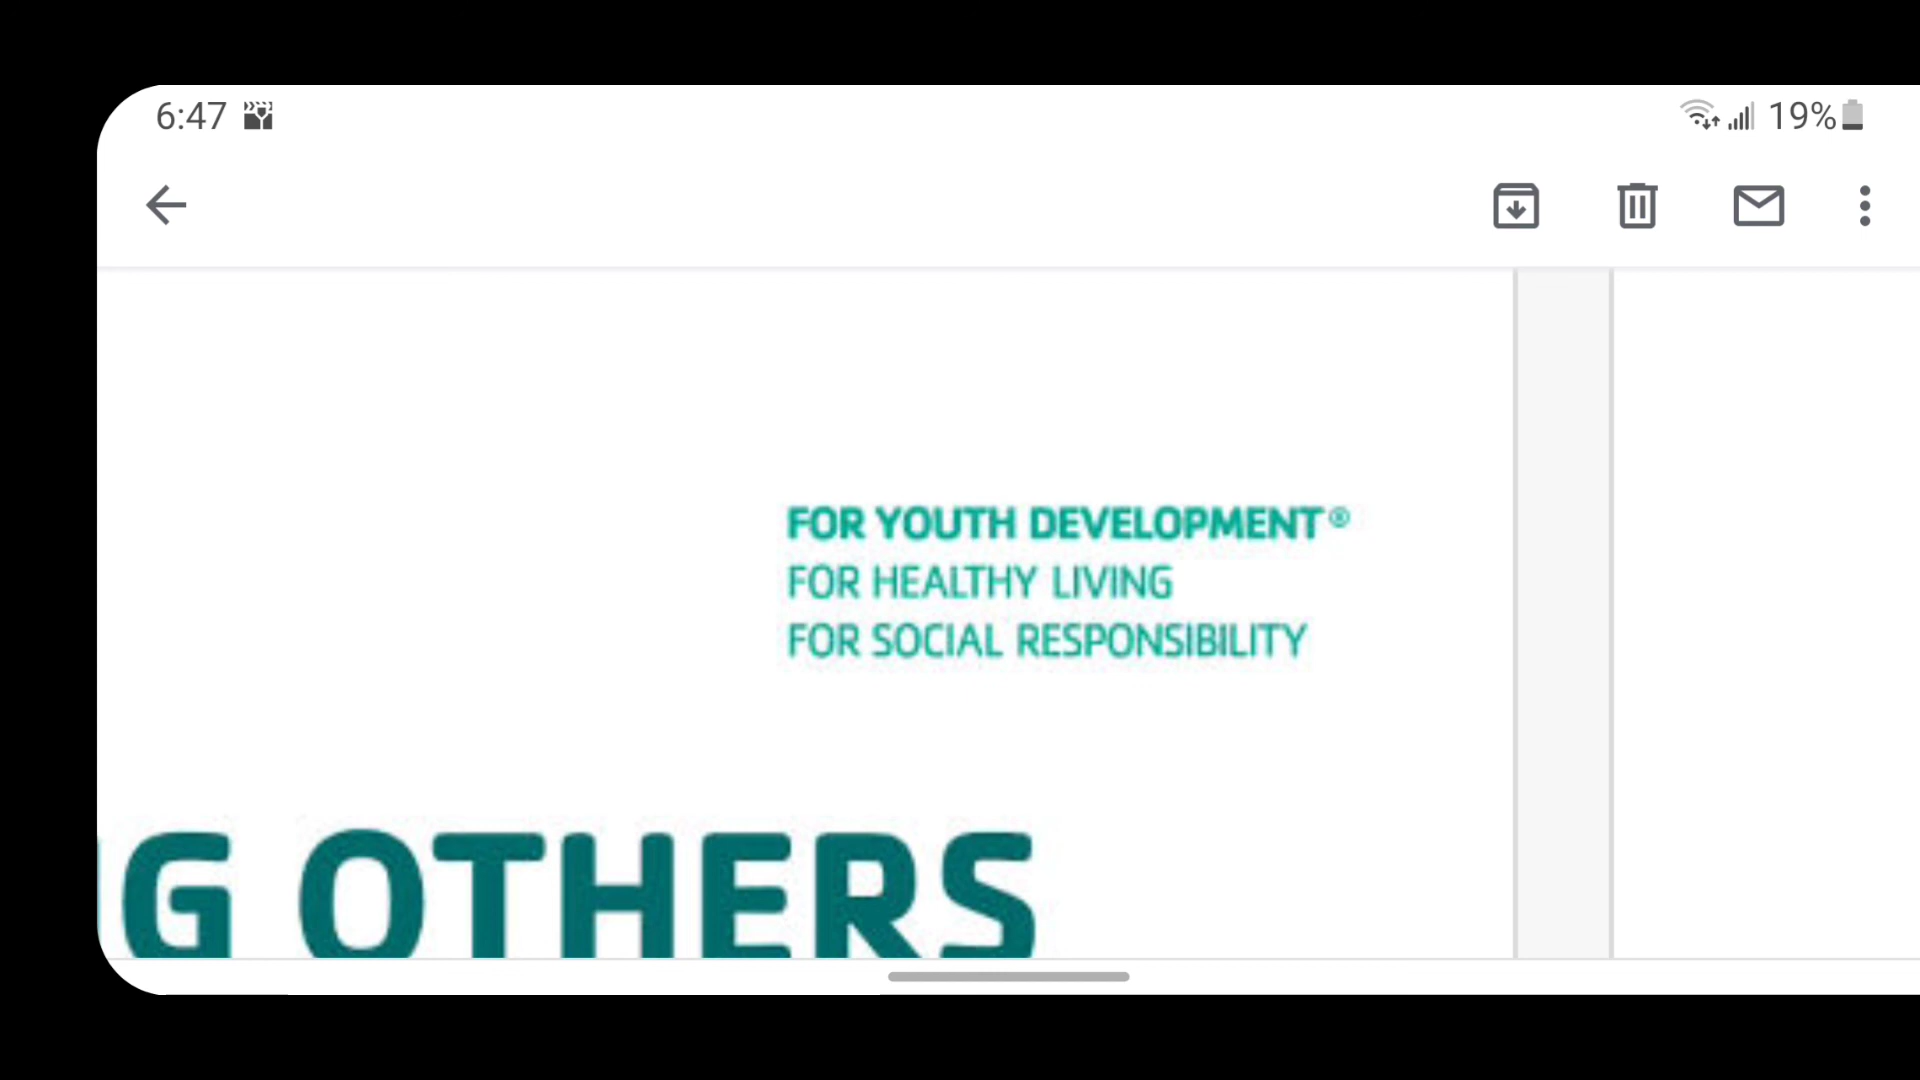 6:47
19%
FOR YOUTH DEVELOPMENT®
FOR HEALTHY LIVING
FOR SOCIAL RESPONSIBILITY
G OTHERS